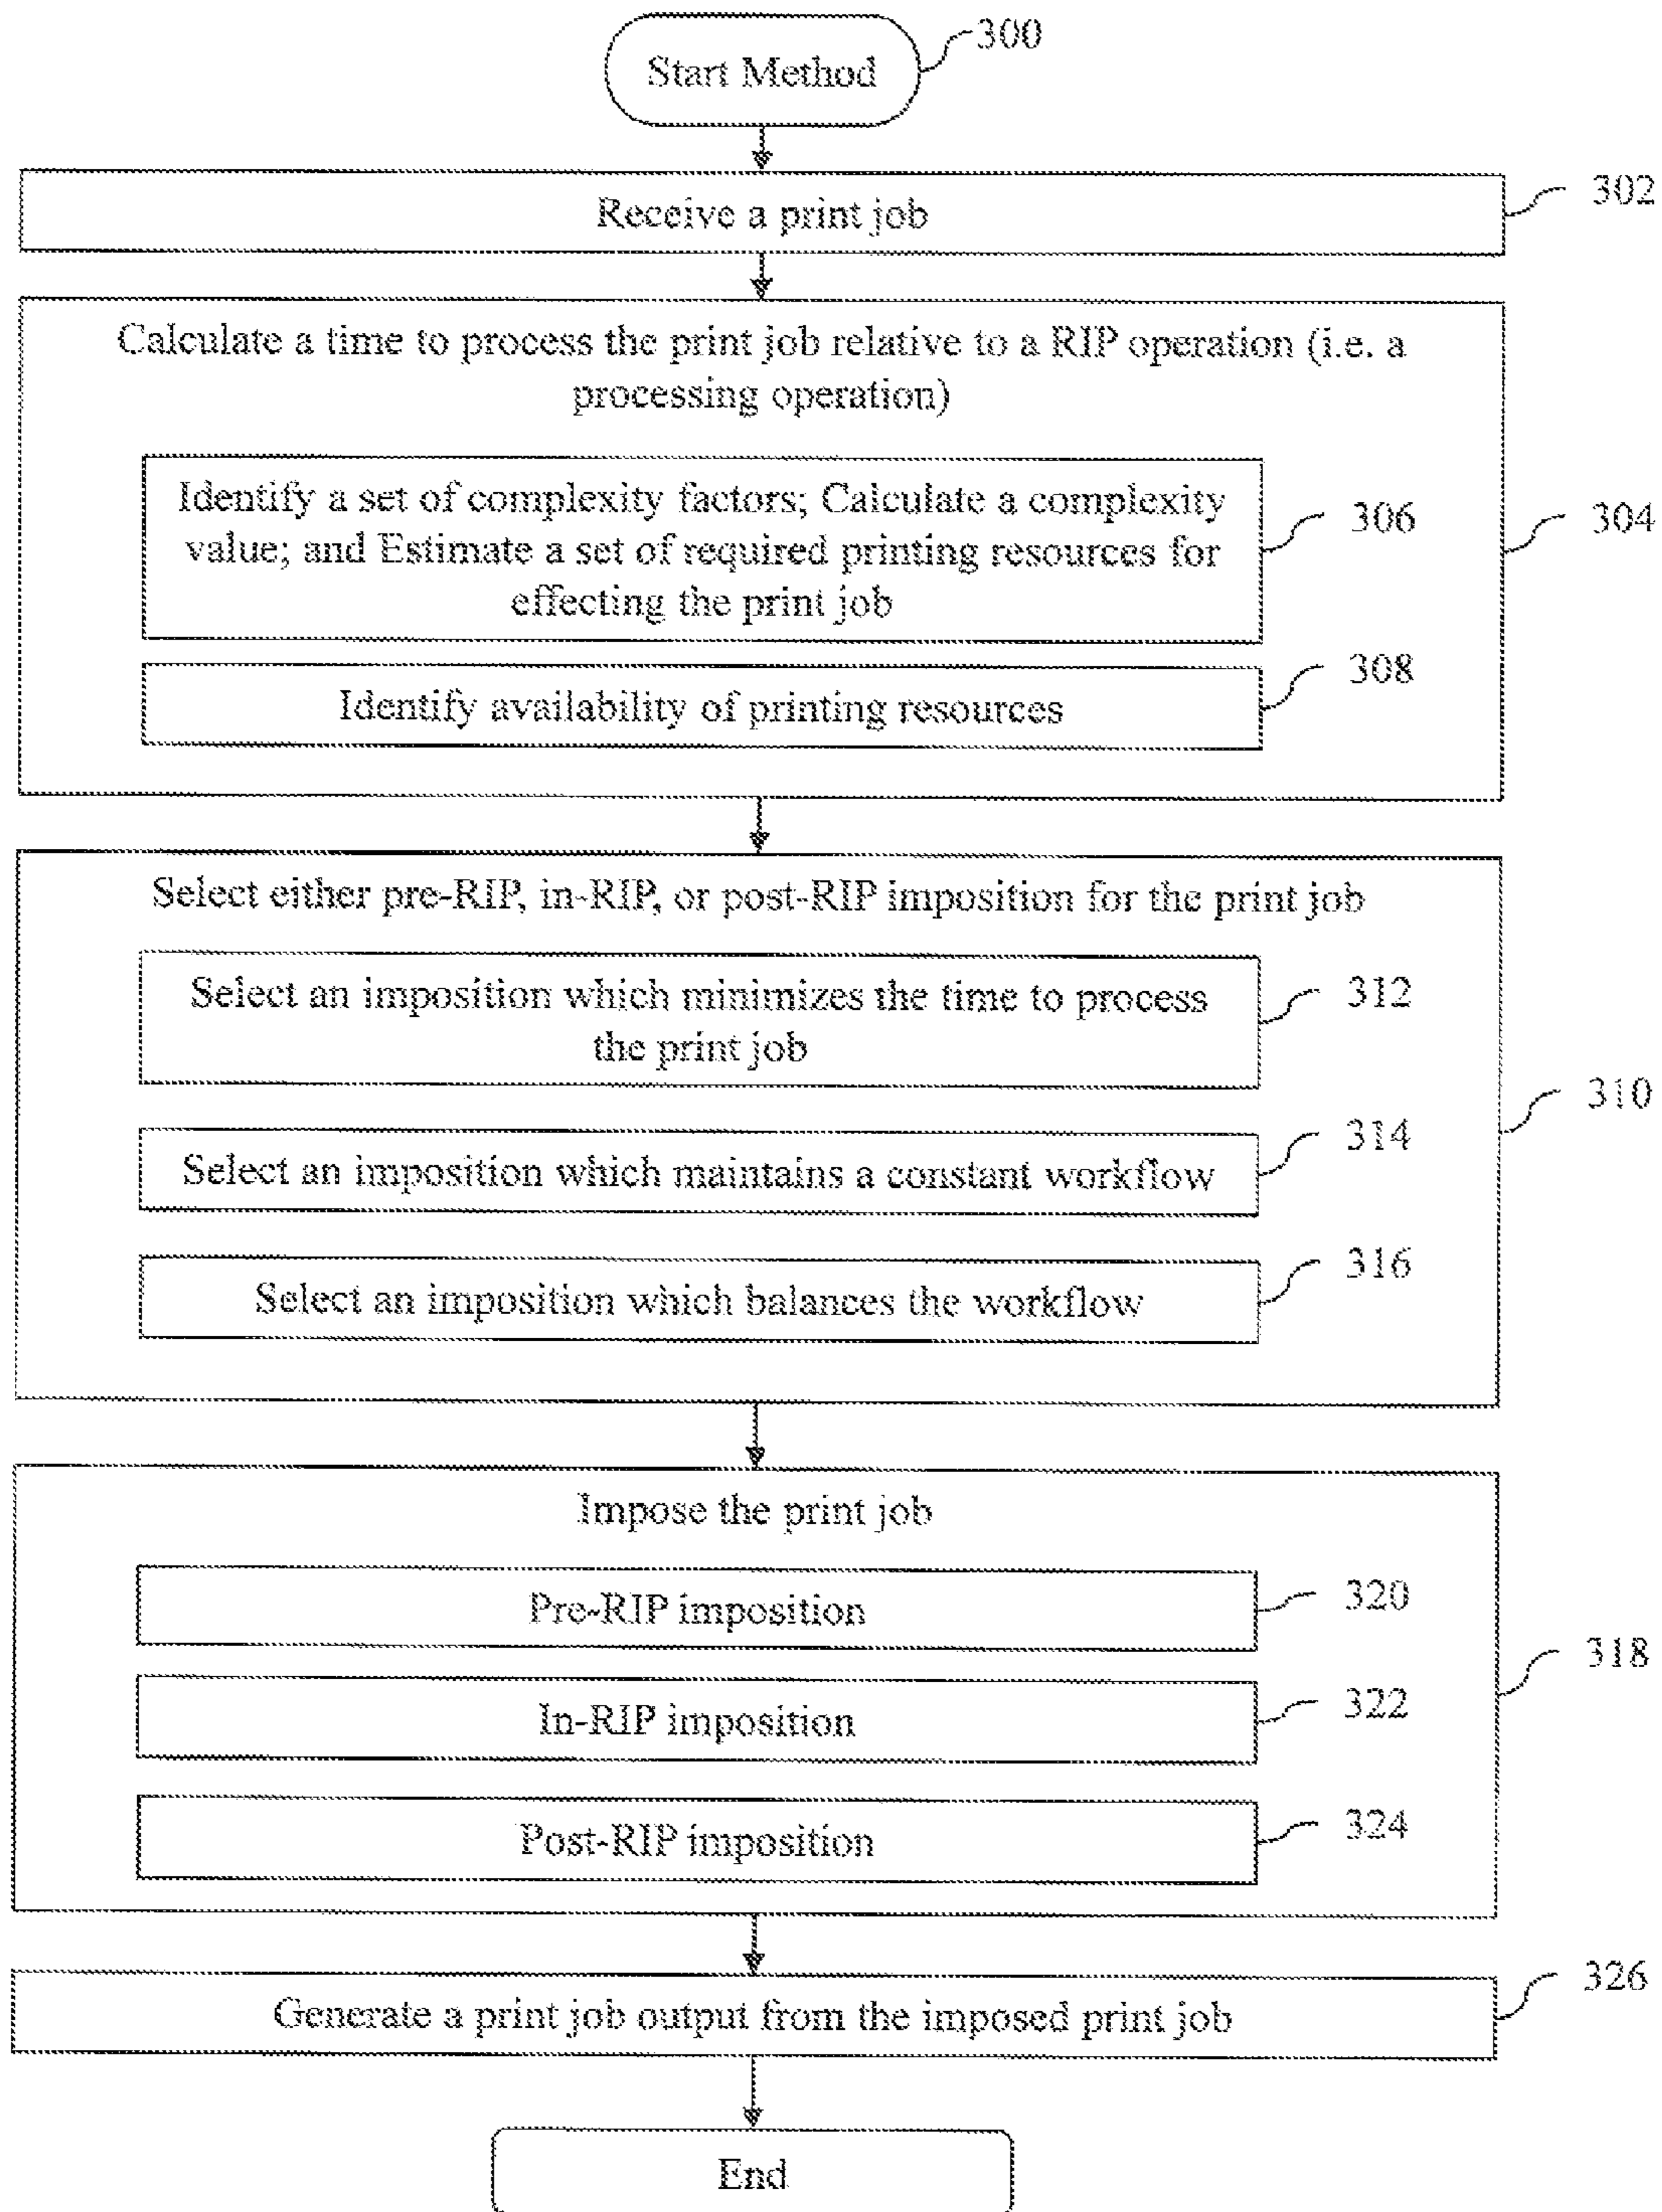 300
Start Method
302
Receive a print job
Calculate a time to process the print job relative to a RIP operation (i.e. a
processing operation)
Identify a set of complexity factors; Calculate a complexity
value; and Estimate a set of required printing resources for
effecting the print job
306
304
308
Identify availability of printing resources
Select either pre-RIP, in-RIP, or post-RIP imposition for the print job
Select an imposition which minimizes the time to process
the print job
312
310
314
Select an imposition which maintains a constant workflow
316
Select an imposition which balances the workflow
Impose the print job
320
Pre-RIP imposition
318
322
In-RIP imposition
324
Post-RIP imposition
326
Generate a print job output from the imposed print job
End